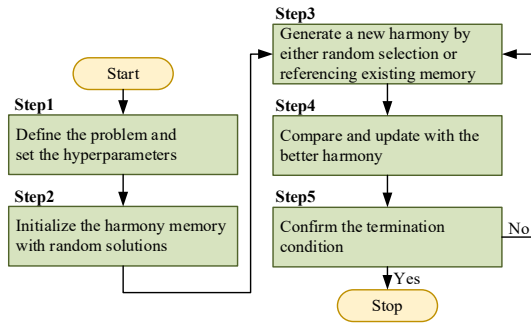 Start
Step1
Define the problem and
set the hyperparameters
Step2
Initialize the harmony memory
with random solutions
Step3
Generate a new harmony by
either random selection or
referencing existing memory
Step4
Compare and update with the
better harmony
Step5
Confirm the termination
condition
No
Yes
Stop